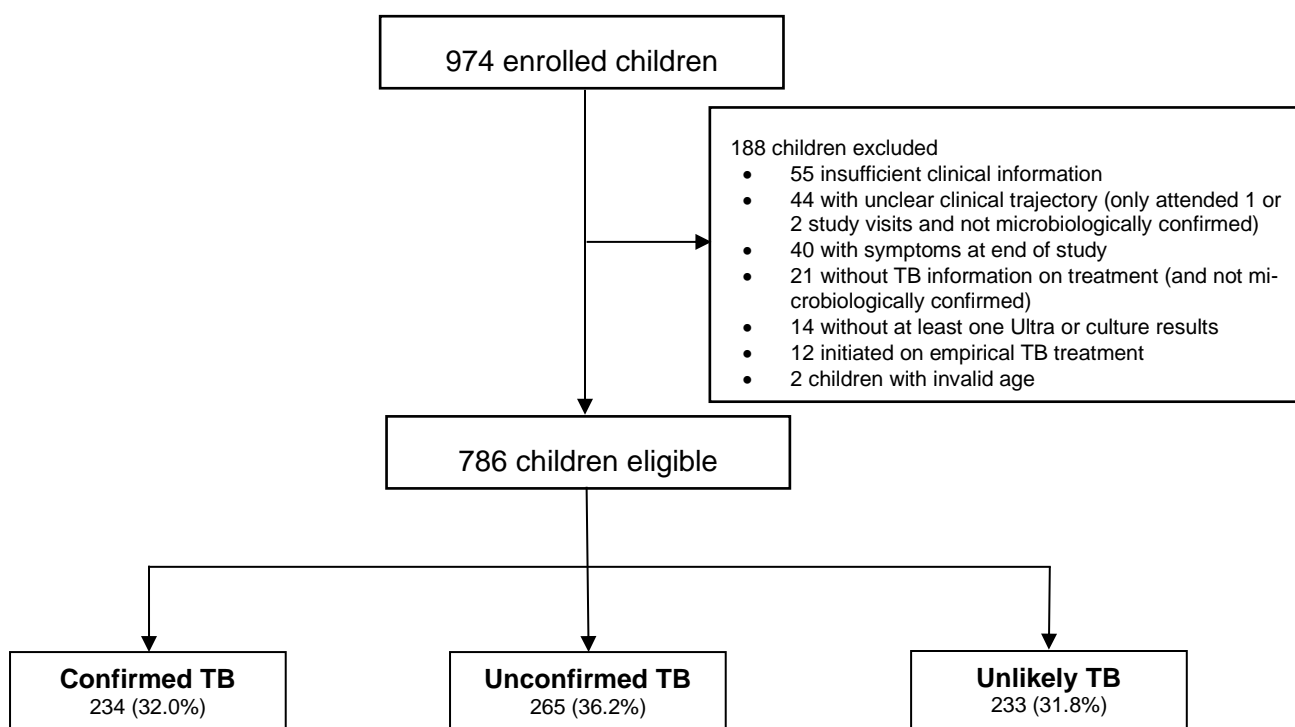 974 enrolled children
188 children excluded
• 55 insufficient clinical information
• 44 with unclear clinical trajectory (only attended 1 or
2 study visits and not microbiologically confirmed)
• 40 with symptoms at end of study
• 21 without TB information on treatment (and not mi-
crobiologically confirmed)
• 14 without at least one Ultra or culture results
• 12 initiated on empirical TB treatment
• 2 children with invalid age
786 children eligible
Confirmed TB
234 (32.0%)
Unconfirmed TB
265 (36.2%)
Unlikely TB
233 (31.8%)